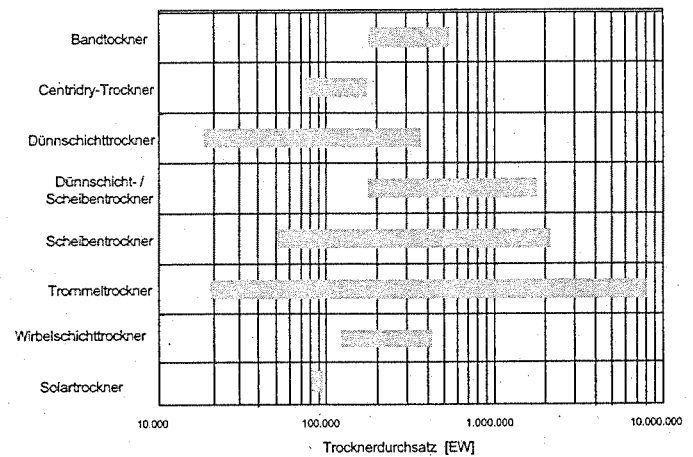 Bandtockner
Centridry-Trockner
Dünnschichttrockner
Dünnschicht- /
Scheibentrockner
Scheibentrockner
Trommeltrockner
Wirbelschichttrockner
Solartrockner
10.000
100.000
1.000.000
10.000.000
Trocknerdurchsatz [EW]